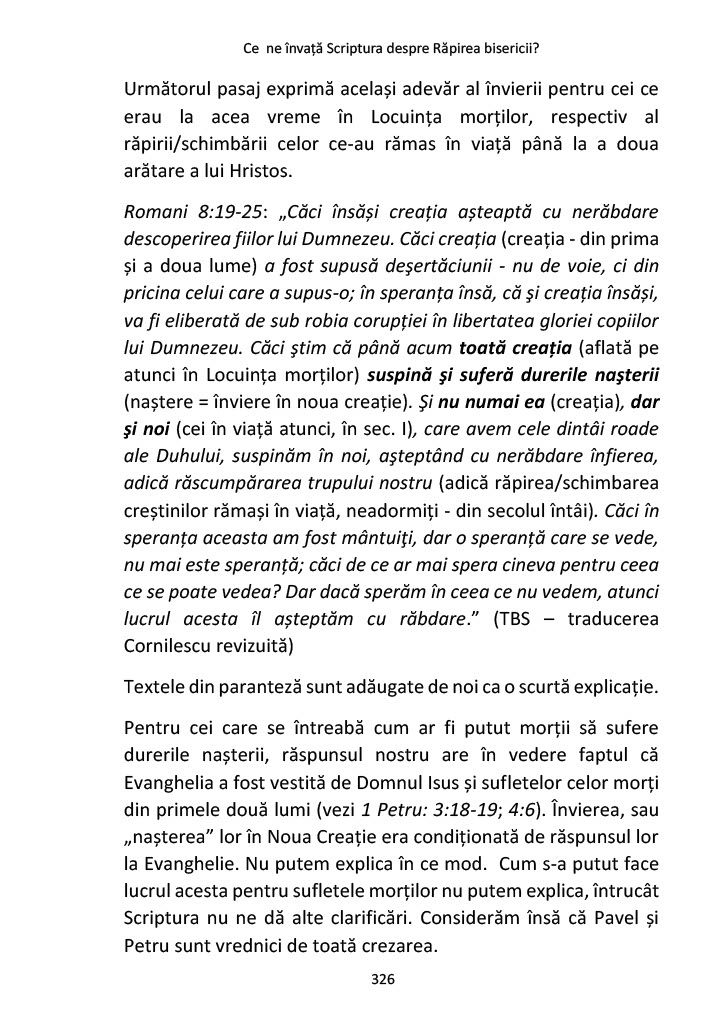 Ce ne învață Scriptura despre Răpirea bisericii?
Următorul pasaj exprimă același adevăr al învierii pentru cei ce
erau la acea vreme în Locuința morților, respectiv al
răpirii/schimbării celor ce-au rămas în viață până la a doua
arătare a lui Hristos.
Romani 8:19-25: „Căci însăși creația așteaptă cu nerăbdare
descoperirea fiilor lui Dumnezeu. Căci creația (creația - din prima
și a doua lume) a fost supusă deşertăciunii - nu de voie, ci din
pricina celui care a supus-o; în speranța însă, că şi creația însăși,
va fi eliberată de sub robia corupției în libertatea gloriei copiilor
lui Dumnezeu. Căci ştim că până acum toată creația (aflată pe
atunci în Locuința morților) suspină şi suferă durerile naşterii
(naștere = înviere în noua creație). Şi nu numai ea (creația), dar
şi noi (cei în viață atunci, în sec. I), care avem cele dintâi roade
ale Duhului, suspinăm în noi, aşteptând cu nerăbdare înfierea,
adică răscumpărarea trupului nostru (adică răpirea/schimbarea
creștinilor rămași în viață, neadormiți - din secolul întâi). Căci în
speranța aceasta am fost mântuiţi, dar o speranță care se vede,
nu mai este speranță; căci de ce ar mai spera cineva pentru ceea
ce se poate vedea? Dar dacă sperăm în ceea ce nu vedem, atunci
lucrul acesta îl așteptăm cu răbdare.” (TBS – traducerea
Cornilescu revizuită)
Textele din paranteză sunt adăugate de noi ca o scurtă explicație.
Pentru cei care se întreabă cum ar fi putut morții să sufere
durerile nașterii, răspunsul nostru are în vedere faptul că
Evanghelia a fost vestită de Domnul Isus și sufletelor celor morți
din primele două lumi (vezi 1 Petru: 3:18-19; 4:6). Învierea, sau
„nașterea” lor în Noua Creație era condiționată de răspunsul lor
la Evanghelie. Nu putem explica în ce mod. Cum s-a putut face
lucrul acesta pentru sufletele morților nu putem explica, întrucât
Scriptura nu ne dă alte clarificări. Considerăm însă că Pavel și
Petru sunt vrednici de toată crezarea.
326